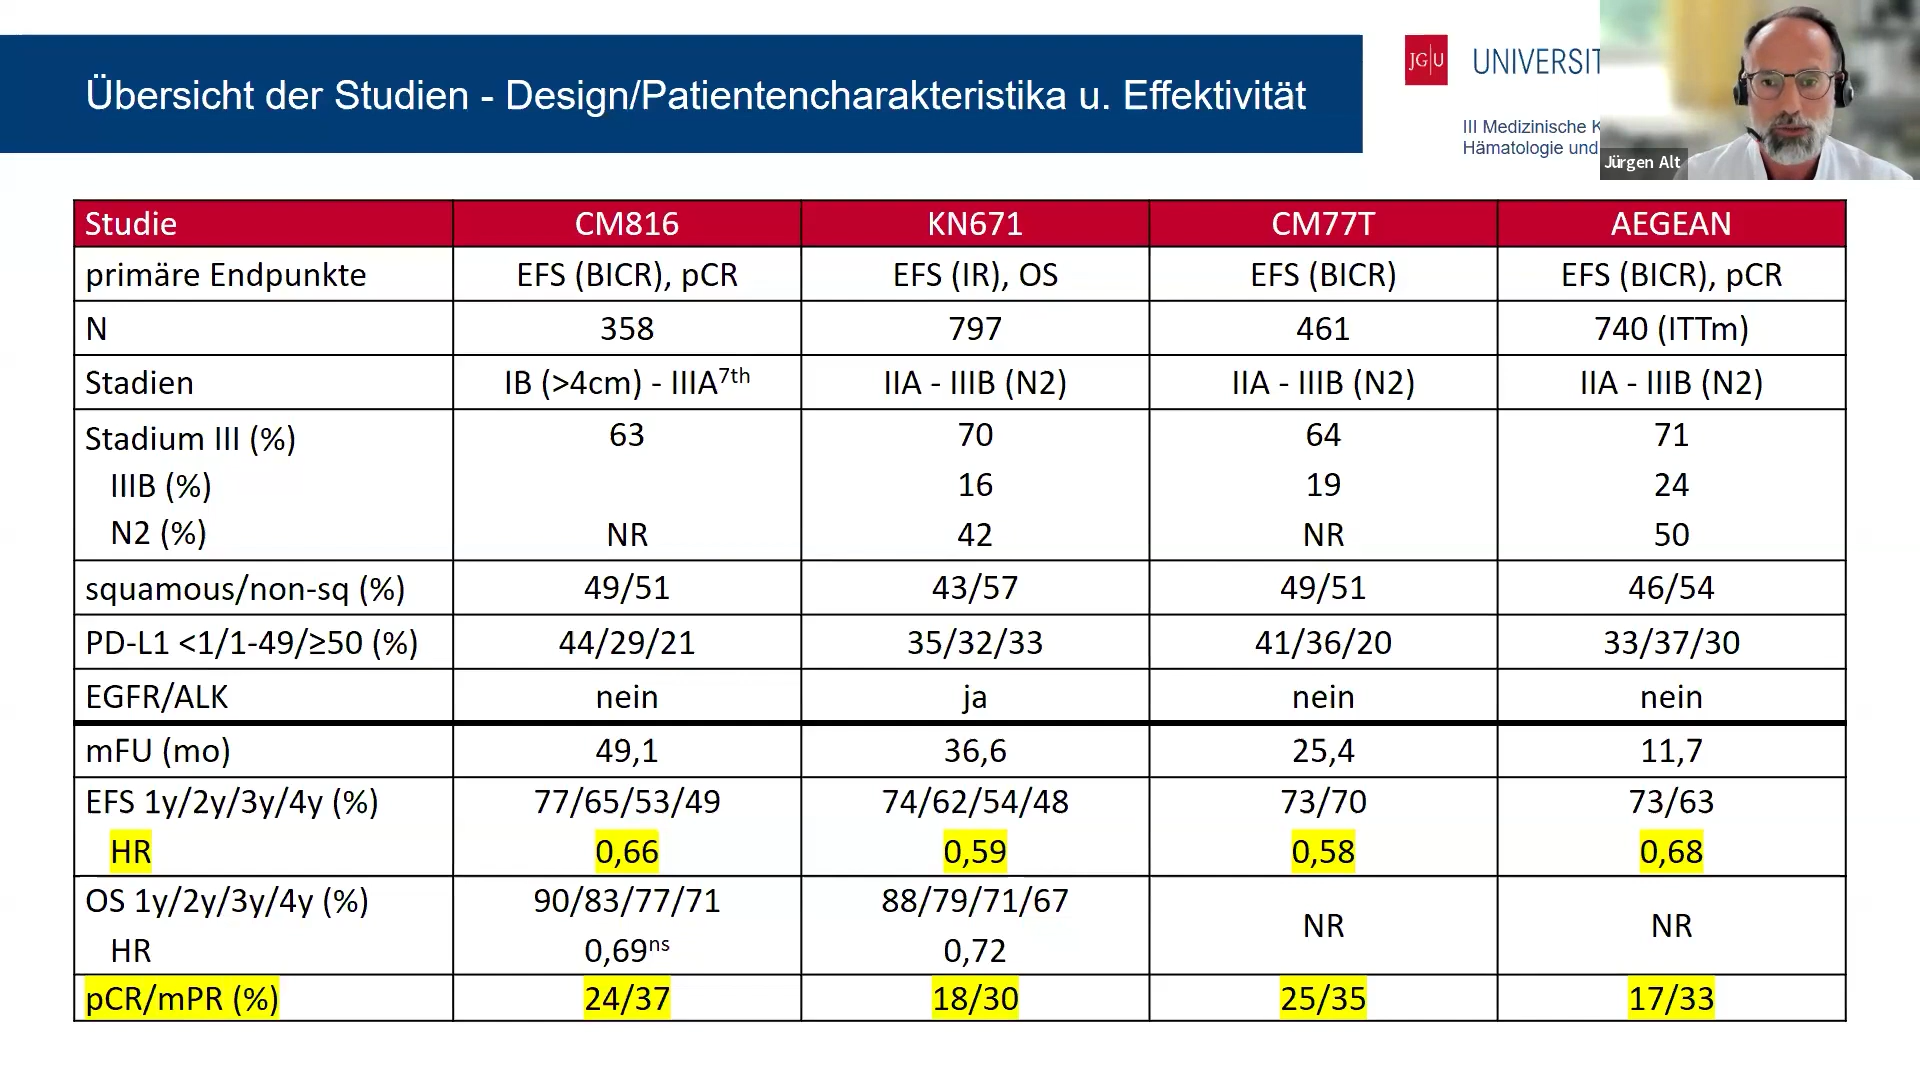 Übersicht der Studien - Design/Patientencharakteristika u. Effektivität
JG|U UNIVERSIT
III Medizinische K
Hämatologie und
Jürgen Alt
Studie CM816 KN671 CM77T AEGEAN
primäre Endpunkte EFS (BICR), pCR EFS (IR), OS EFS (BICR) EFS (BICR), pCR
N 358 797 461 740 (ITTm)
Stadien IB (>4cm) - IIIA7th IIA - IIIB (N2) IIA - IIIB (N2) IIA - IIIB (N2)
Stadium III (%) 63 70 64 71
IIIB (%) 16 19 24
N2 (%) NR 42 NR 50
squamous/non-sq (%) 49/51 43/57 49/51 46/54
PD-L1 <1/1-49/≥50 (%) 44/29/21 35/32/33 41/36/20 33/37/30
EGFR/ALK nein ja nein nein
mFU (mo) 49,1 36,6 25,4 11,7
EFS 1y/2y/3y/4y (%) 77/65/53/49 74/62/54/48 73/70 73/63
HR 0,66 0,59 0,58 0,68
OS 1y/2y/3y/4y (%) 90/83/77/71 88/79/71/67 NR NR
HR 0,69ns 0,72
pCR/mPR (%) 24/37 18/30 25/35 17/33